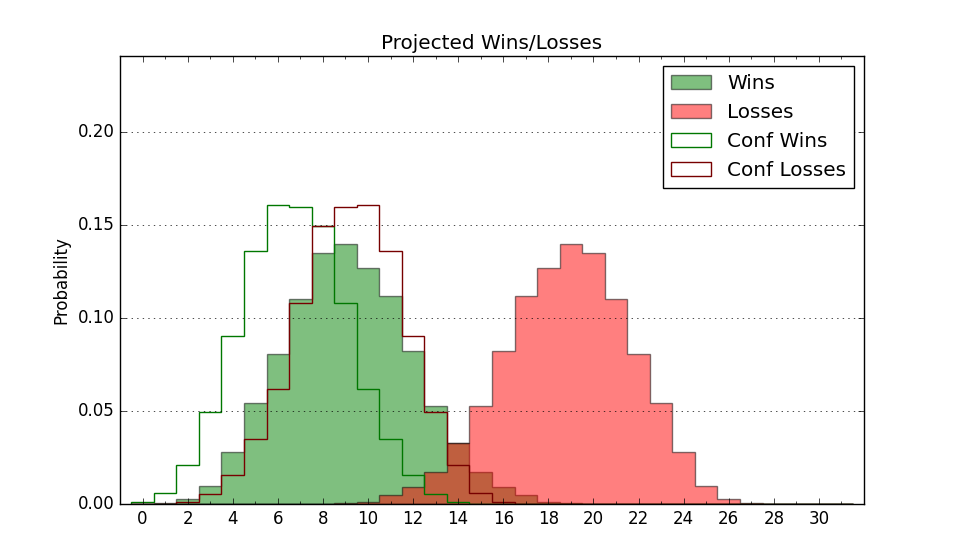 Projected Wins/Losses
Wins
Losses
Conf Wins
Conf Losses
Probability
0.20
0.15
0.10
0.05
0.00
0 2 4 6 8 10 12 14 16 18 20 22 24 26 28 30